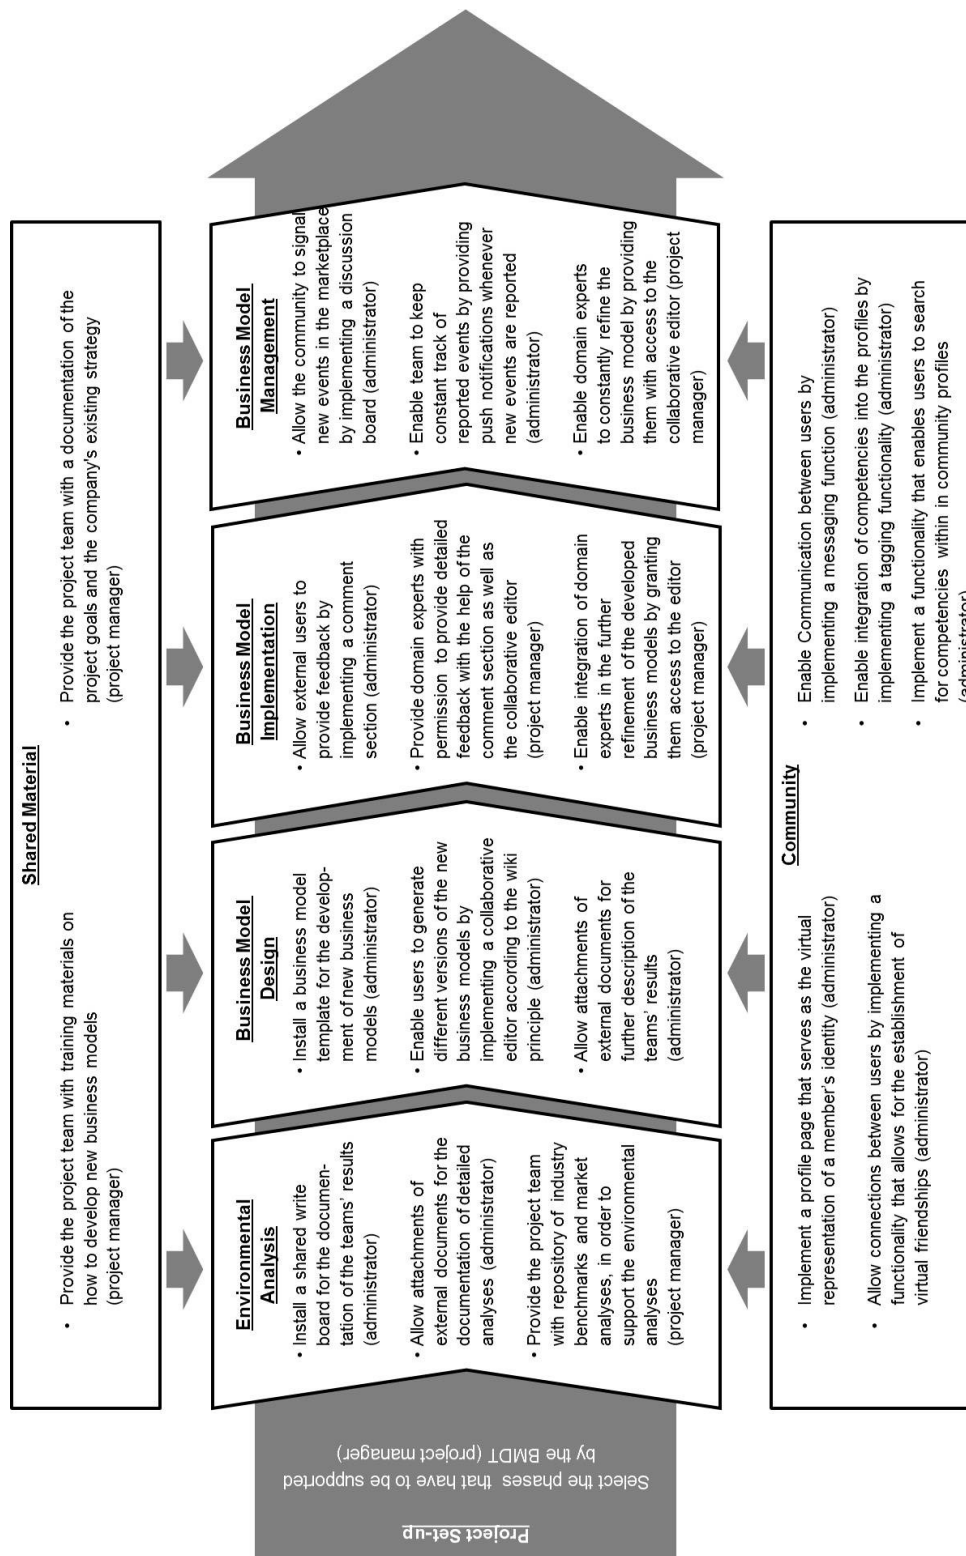 Shared Material
• Provide the project team with training materials on
how to develop new business models
(project manager)
• Provide the project team with a documentation of the
project goals and the company's existing strategy
(project manager)
Project Set-up
Select the phases that have to be supported
by the BMDT (project manager)
Environmental
Analysis
• Install a shared write
board for the documen-
tation of the teams' results
(administrator)
• Allow attachments of
external documents for the
documentation of detailed
analyses (administrator)
• Provide the project team
with repository of industry
benchmarks and market
analyses, in order to
support the environmental
analyses
(project manager)
Business Model
Design
• Install a business model
template for the develop-
ment of new business
models (administrator)
• Enable users to generate
different versions of the new
business models by
implementing a collaborative
editor according to the wiki
principle (administrator)
• Allow attachments of
external documents for
further description of the
teams' results
(administrator)
Business Model
Implementation
• Allow external users to
provide feedback by
implementing a comment
section (administrator)
• Provide domain experts with
permission to provide detailed
feedback with the help of the
comment section as well as
the collaborative editor
(project manager)
• Enable integration of domain
experts in the further
refinement of the developed
business models by granting
them access to the editor
(project manager)
Business Model
Management
• Allow the community to signal
new events in the marketplace
by implementing a discussion
board (administrator)
• Enable team to keep
constant track of
reported events by providing
push notifications whenever
new events are reported
(administrator)
• Enable domain experts
to constantly refine the
business model by providing
them with access to the
collaborative editor (project
manager)
Community
• Implement a profile page that serves as the virtual
representation of a member's identity (administrator)
• Allow connections between users by implementing a
functionality that allows for the establishment of
virtual friendships (administrator)
• Enable Communication between users by
implementing a messaging function (administrator)
• Enable integration of competencies into the profiles by
implementing a tagging functionality (administrator)
• Implement a functionality that enables users to search
for competencies within in community profiles
(administrator)